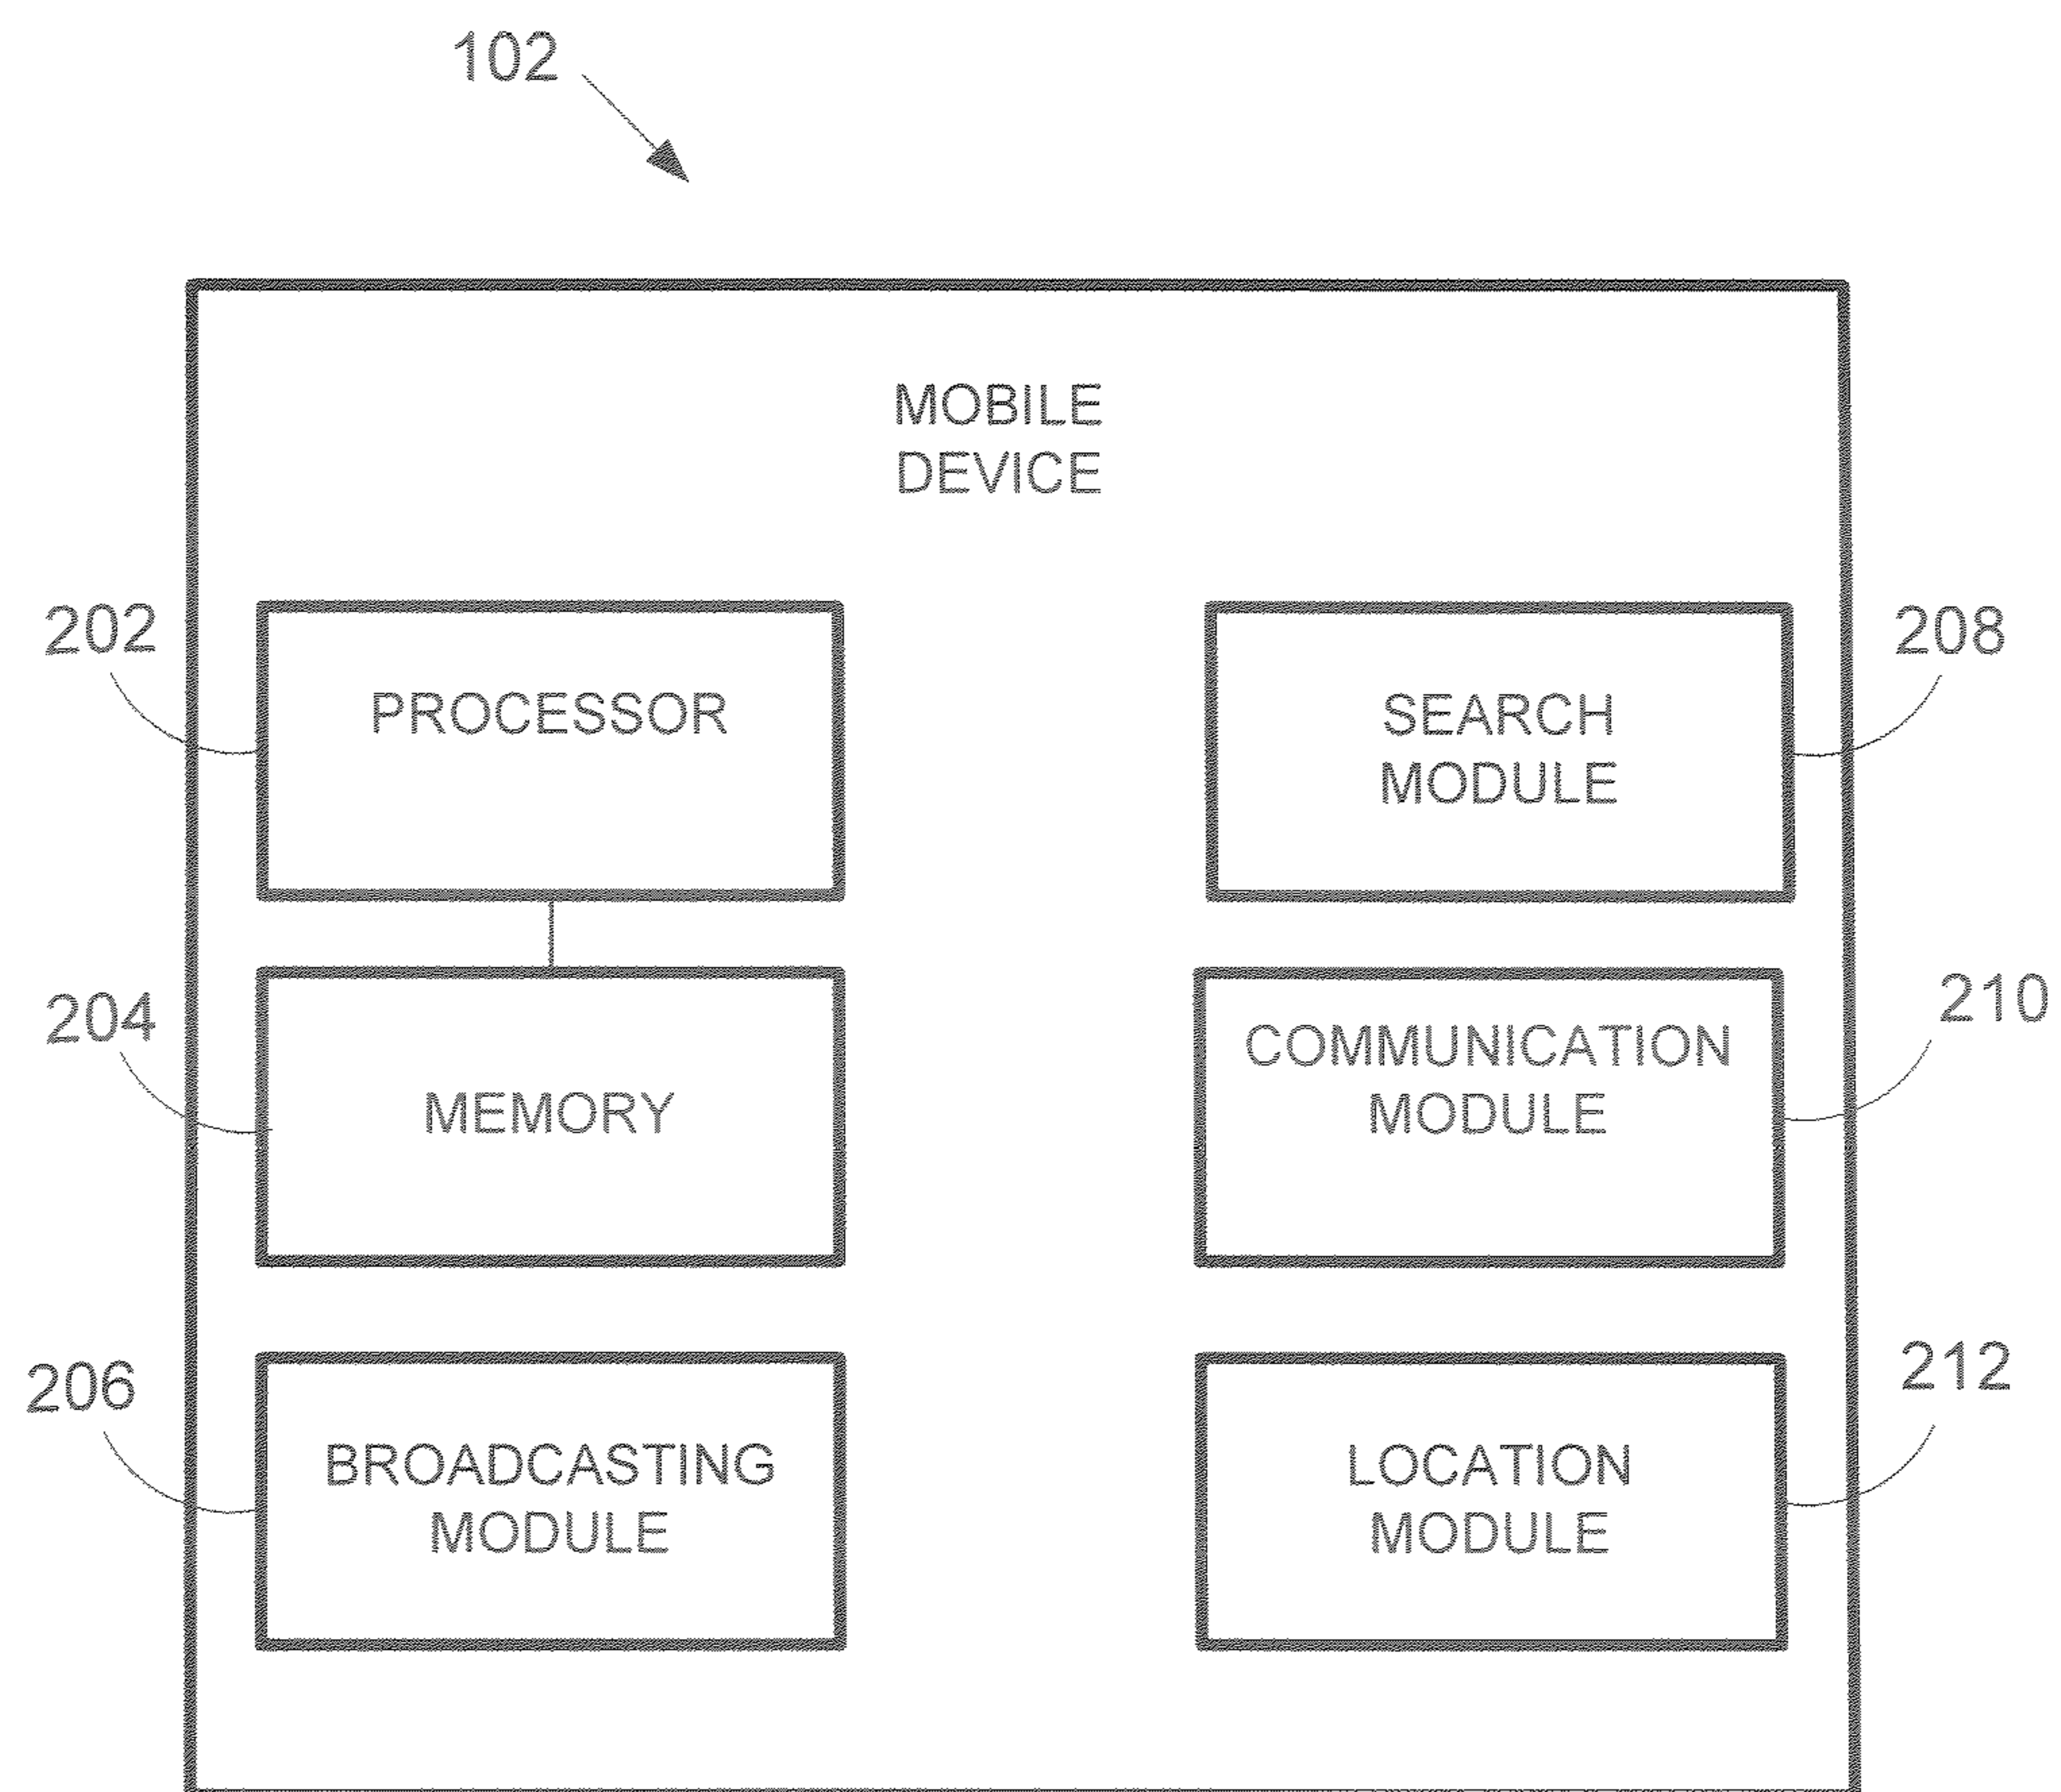 102
MOBILE
DEVICE
202
PROCESSOR
208
SEARCH
MODULE
204
MEMORY
210
COMMUNICATION
MODULE
206
BROADCASTING
MODULE
212
LOCATION
MODULE